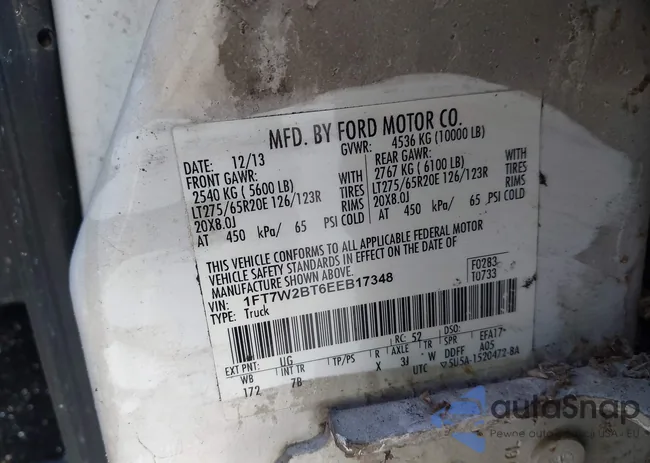 MFD. BY FORD MOTOR CO.
DATE: 12/13 GVWR: 4536 KG (10000 LB)
FRONT GAWR: REAR GAWR:
2540 KG ( 5600 LB) 2767 KG ( 6100 LB)
LT275/65R20E 126/123R TIRES LT275/65R20E 126/123R TIRES
20X8.0J RIMS 20X8.0J RIMS
AT 450 kPa/ 65 PSI COLD AT 450 kPa/ 65 PSI COLD
THIS VEHICLE CONFORMS TO ALL APPLICABLE FEDERAL MOTOR
VEHICLE SAFETY STANDARDS IN EFFECT ON THE DATE OF
MANUFACTURE SHOWN ABOVE.
VIN: 1FT7W2BT6EEB17348
TYPE: Truck
F0283
T0733
EXT PNT: UG RC: 52 DSO:
WB INT TR TP/PS R AXLE TR SPR EFA17
172 7B X 3J W DDFF A05
UTC 5U5A-1520472-BA
autoSnap
Pewne auto z USA - EU